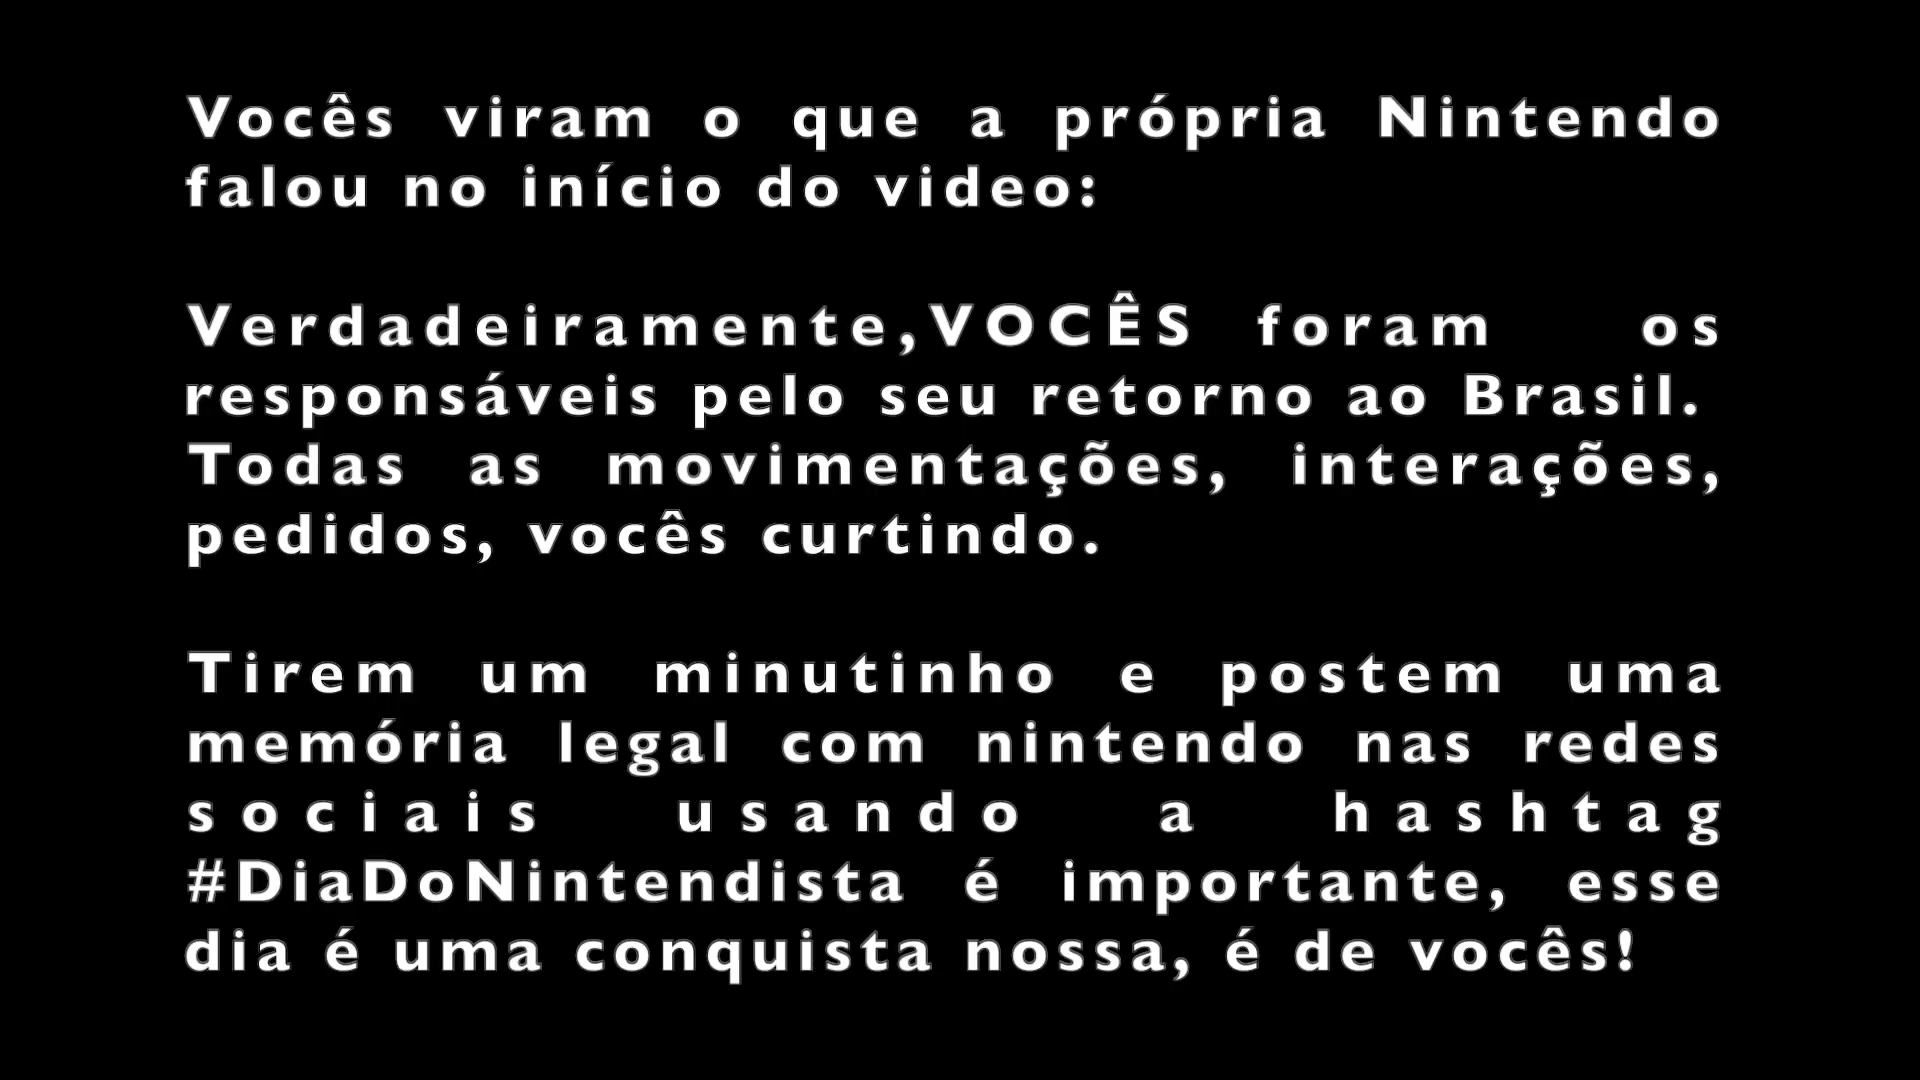 Vocês viram o que a própria Nintendo
falou no início do video:
Verdadeiramente,VOCÊS foram os
responsáveis pelo seu retorno ao Brasil.
Todas as movimentações, interações,
pedidos, vocês curtindo.
Tirem um minutinho e postem uma
memória legal com nintendo nas redes
sociais usando a hashtag
#DiaDoNintendista é importante, esse
dia é uma conquista nossa, é de vocês!